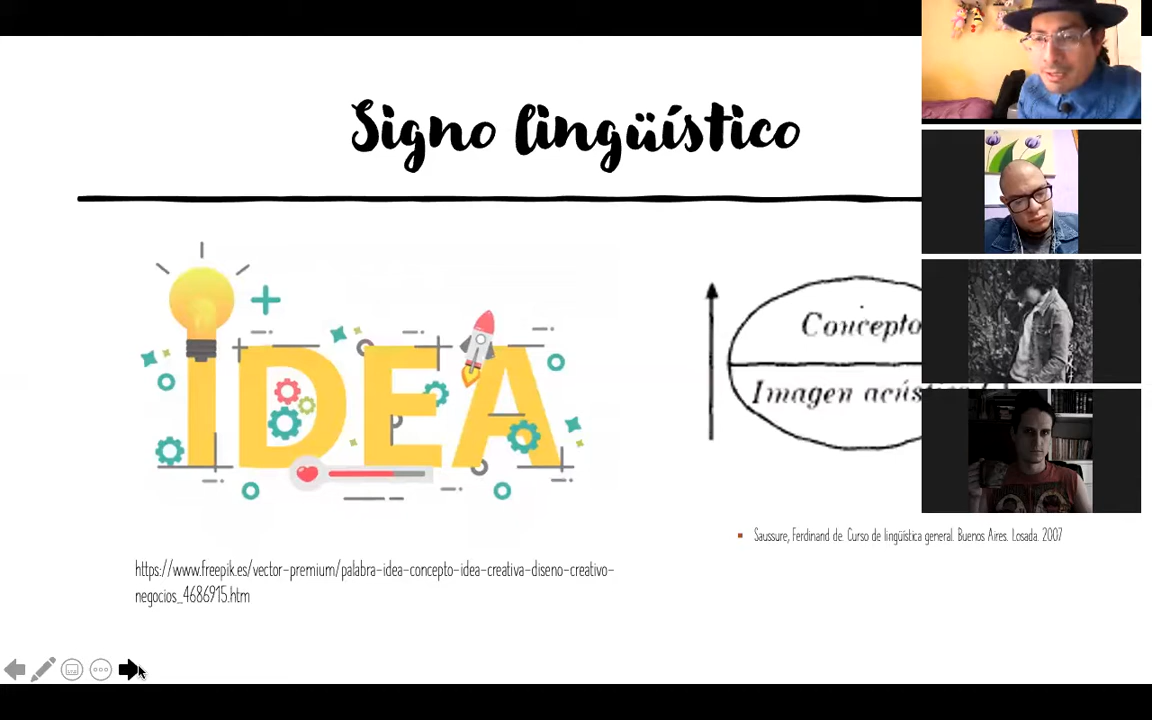 Signo lingüístico
IDEA
Concepto
Imagen
Saussure, Ferdinand de. Curso de lingüística general. Buenos Aires. Losada. 2007
https://www.freepik.es/vector-premium/palabra-idea-concepto-idea-creativa-diseno-creativo-
negocios_4686915.htm